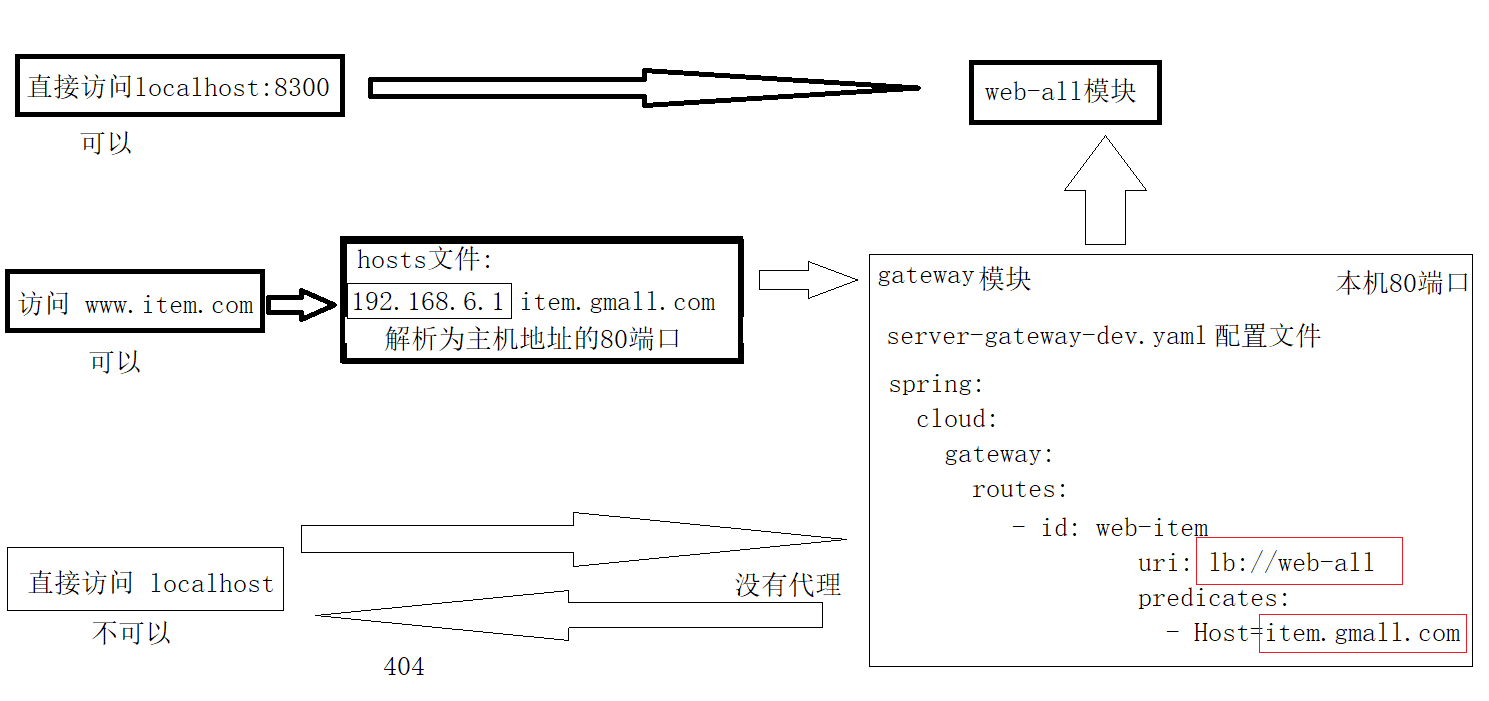 直接访问localhost:8300
可以
web-all模块
访问 www.item.com
可以
hosts文件:
192.168.6.1 item.gmall.com
解析为主机地址的80端口
gateway模块
本机80端口
server-gateway-dev.yaml 配置文件
spring:
cloud:
gateway:
routes:
- id: web-item
uri: lb://web-all
predicates:
- Host=item.gmall.com
直接访问 localhost
不可以
没有代理
404